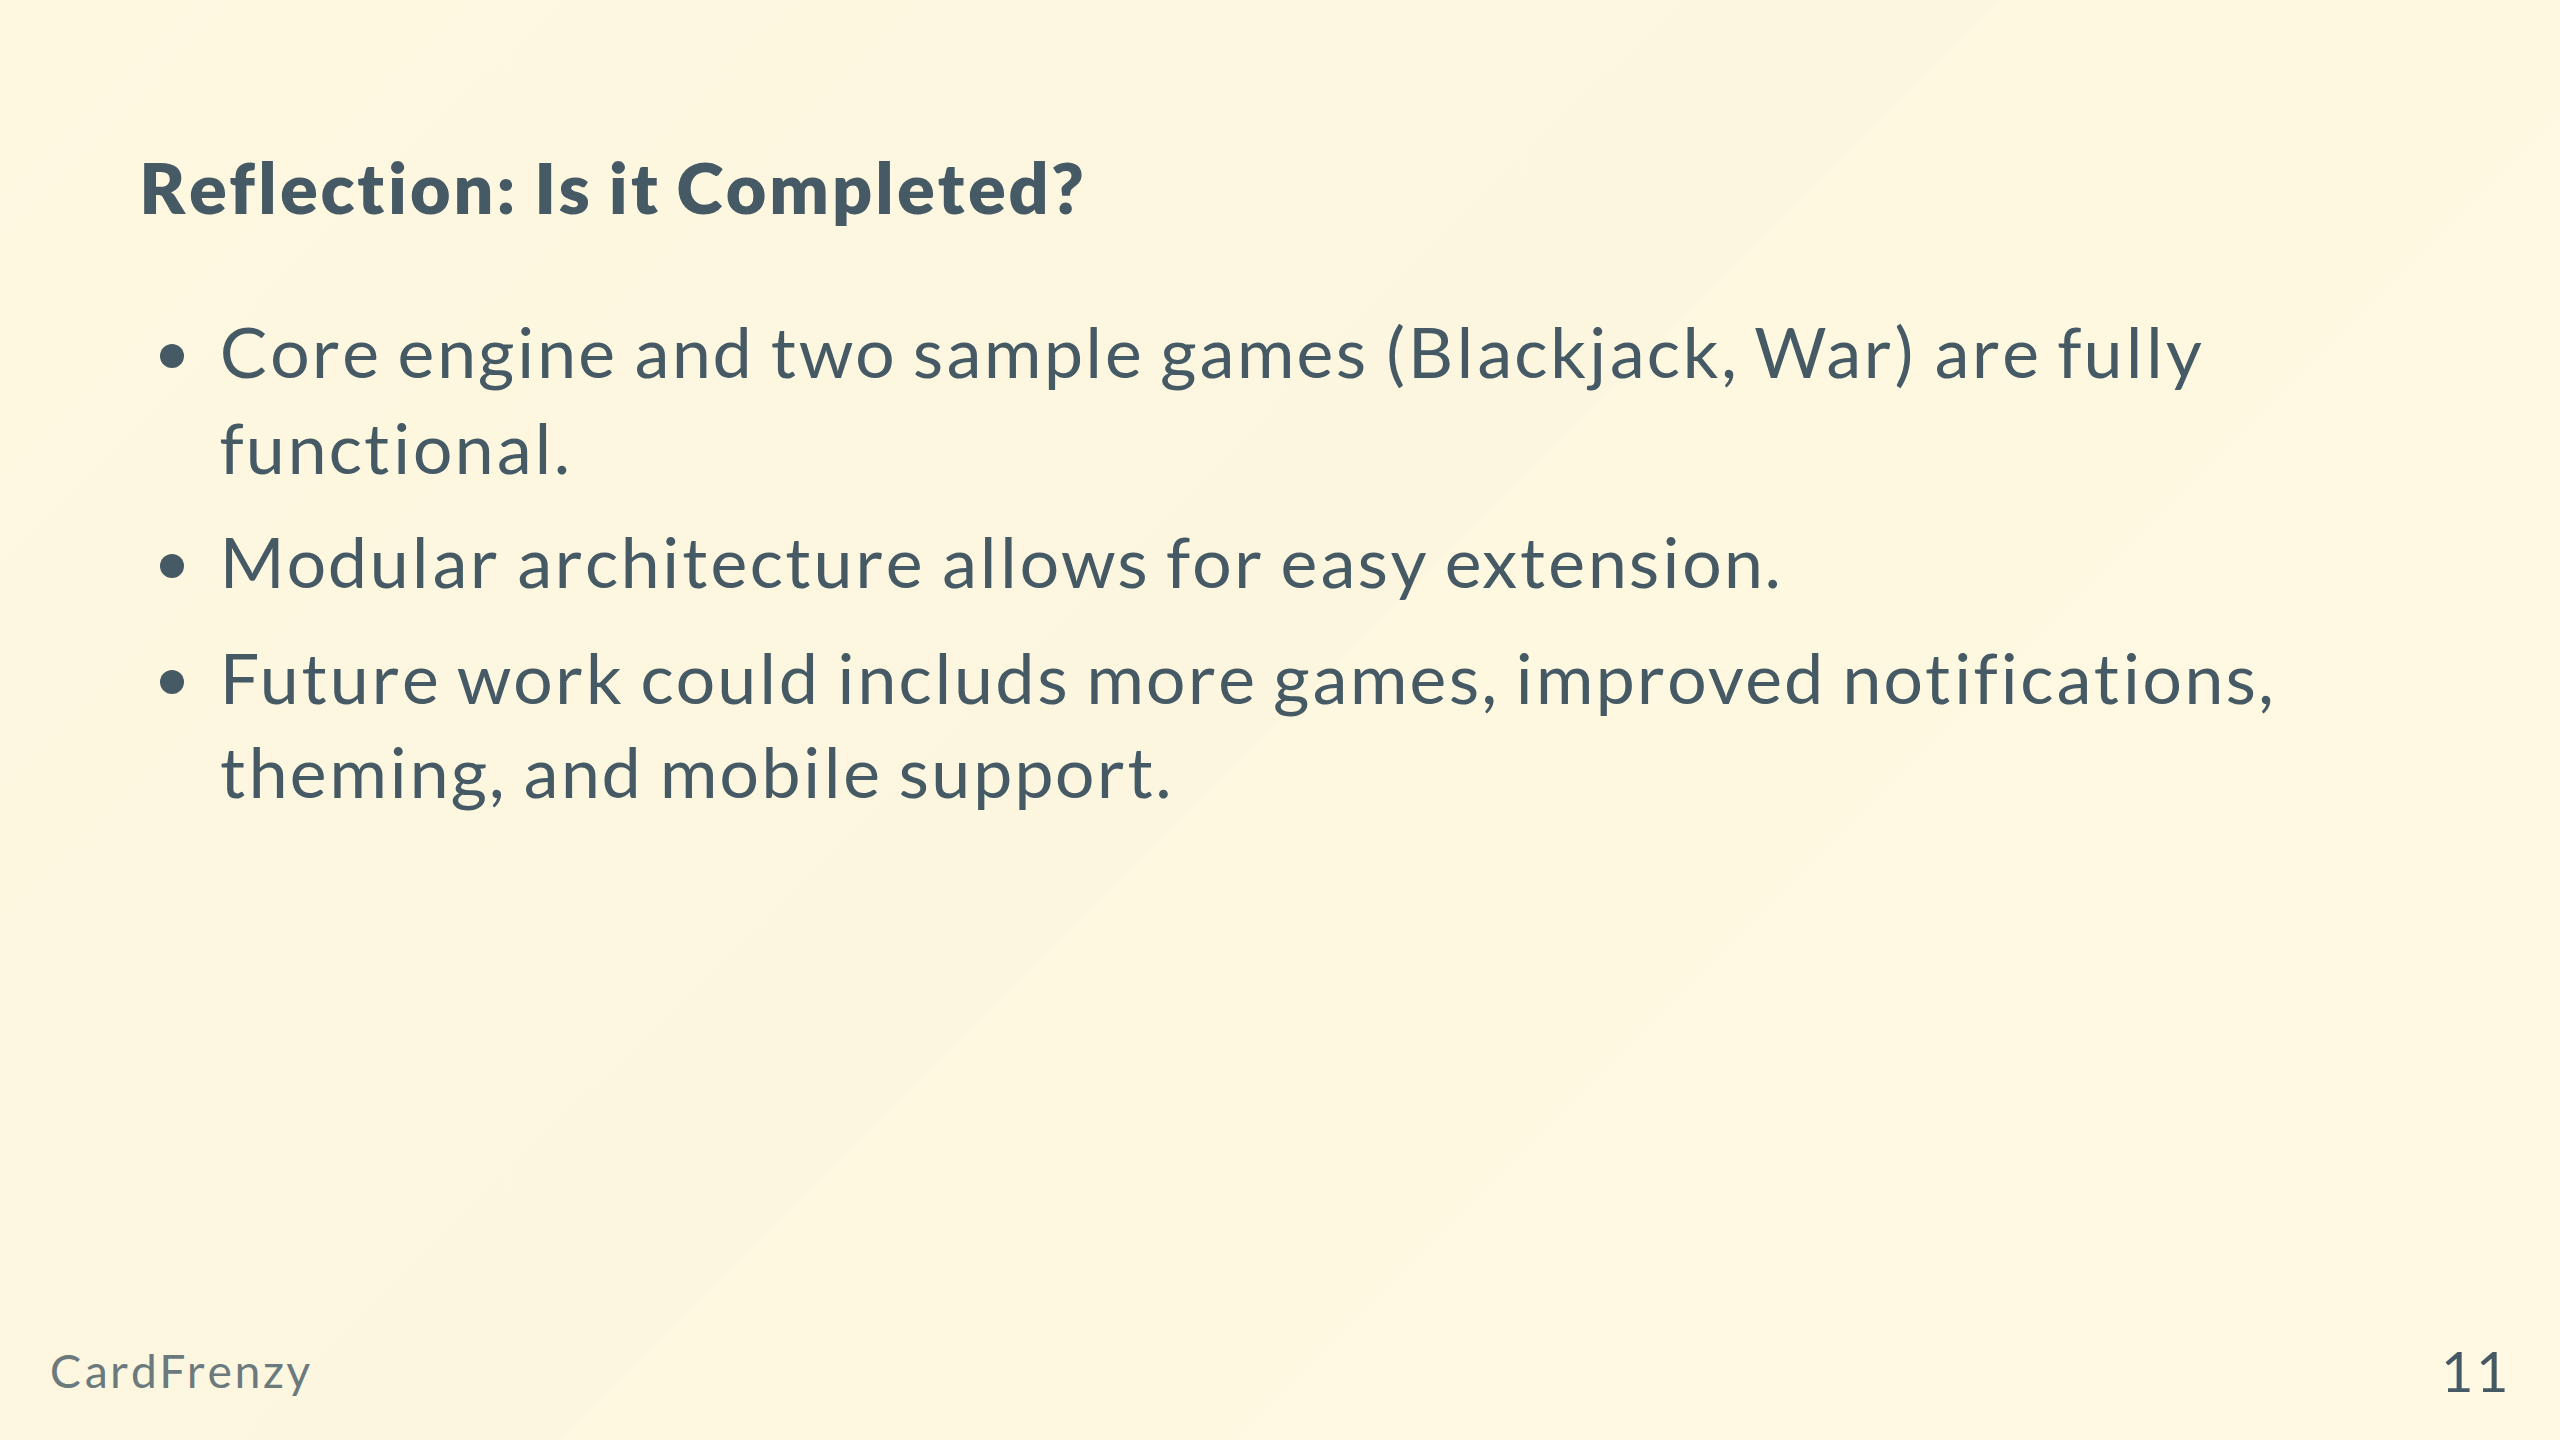 Reflection: Is it Completed?
• Core engine and two sample games (Blackjack, War) are fully
functional.
• Modular architecture allows for easy extension.
• Future work could includs more games, improved notifications,
theming, and mobile support.
CardFrenzy
11